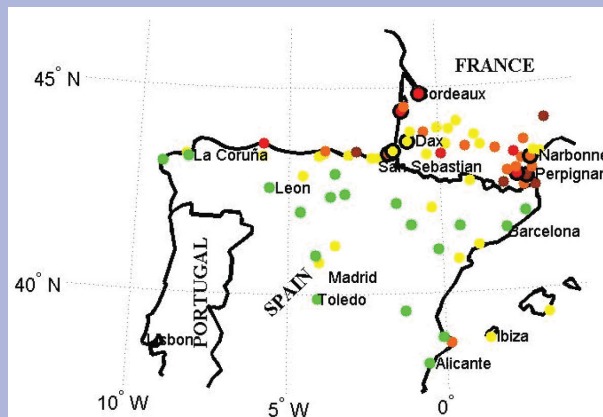 45° N
FRANCE
Bordeaux
Dax
La Coruña
San Sebastian
Narbonne
Perpignan
Leon
Barcelona
PORTUGAL
SPAIN
Madrid
40° N
Toledo
Lisbon
Ibiza
Alicante
10° W
5° W
0°